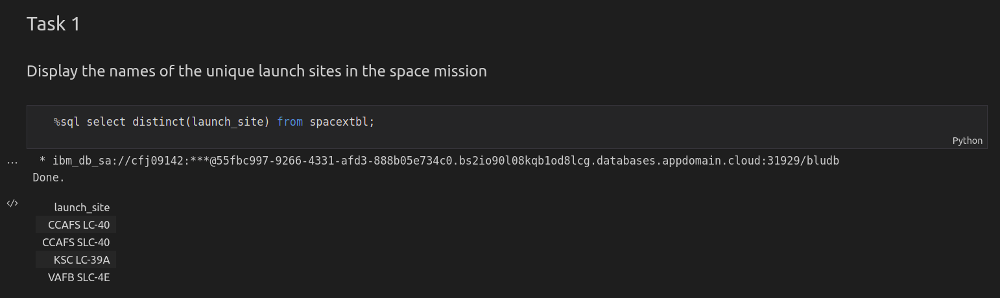 Task 1
Display the names of the unique launch sites in the space mission
%sql select distinct(launch_site) from spacextbl;
Python
* ibm_db_sa://cfj09142:***@55fbc997-9266-4331-afd3-888b05e734c0.bs2io90l08kqb1od8lcg.databases.appdomain.cloud:31929/bludb
Done.
launch_site
CCAFS LC-40
CCAFS SLC-40
KSC LC-39A
VAFB SLC-4E